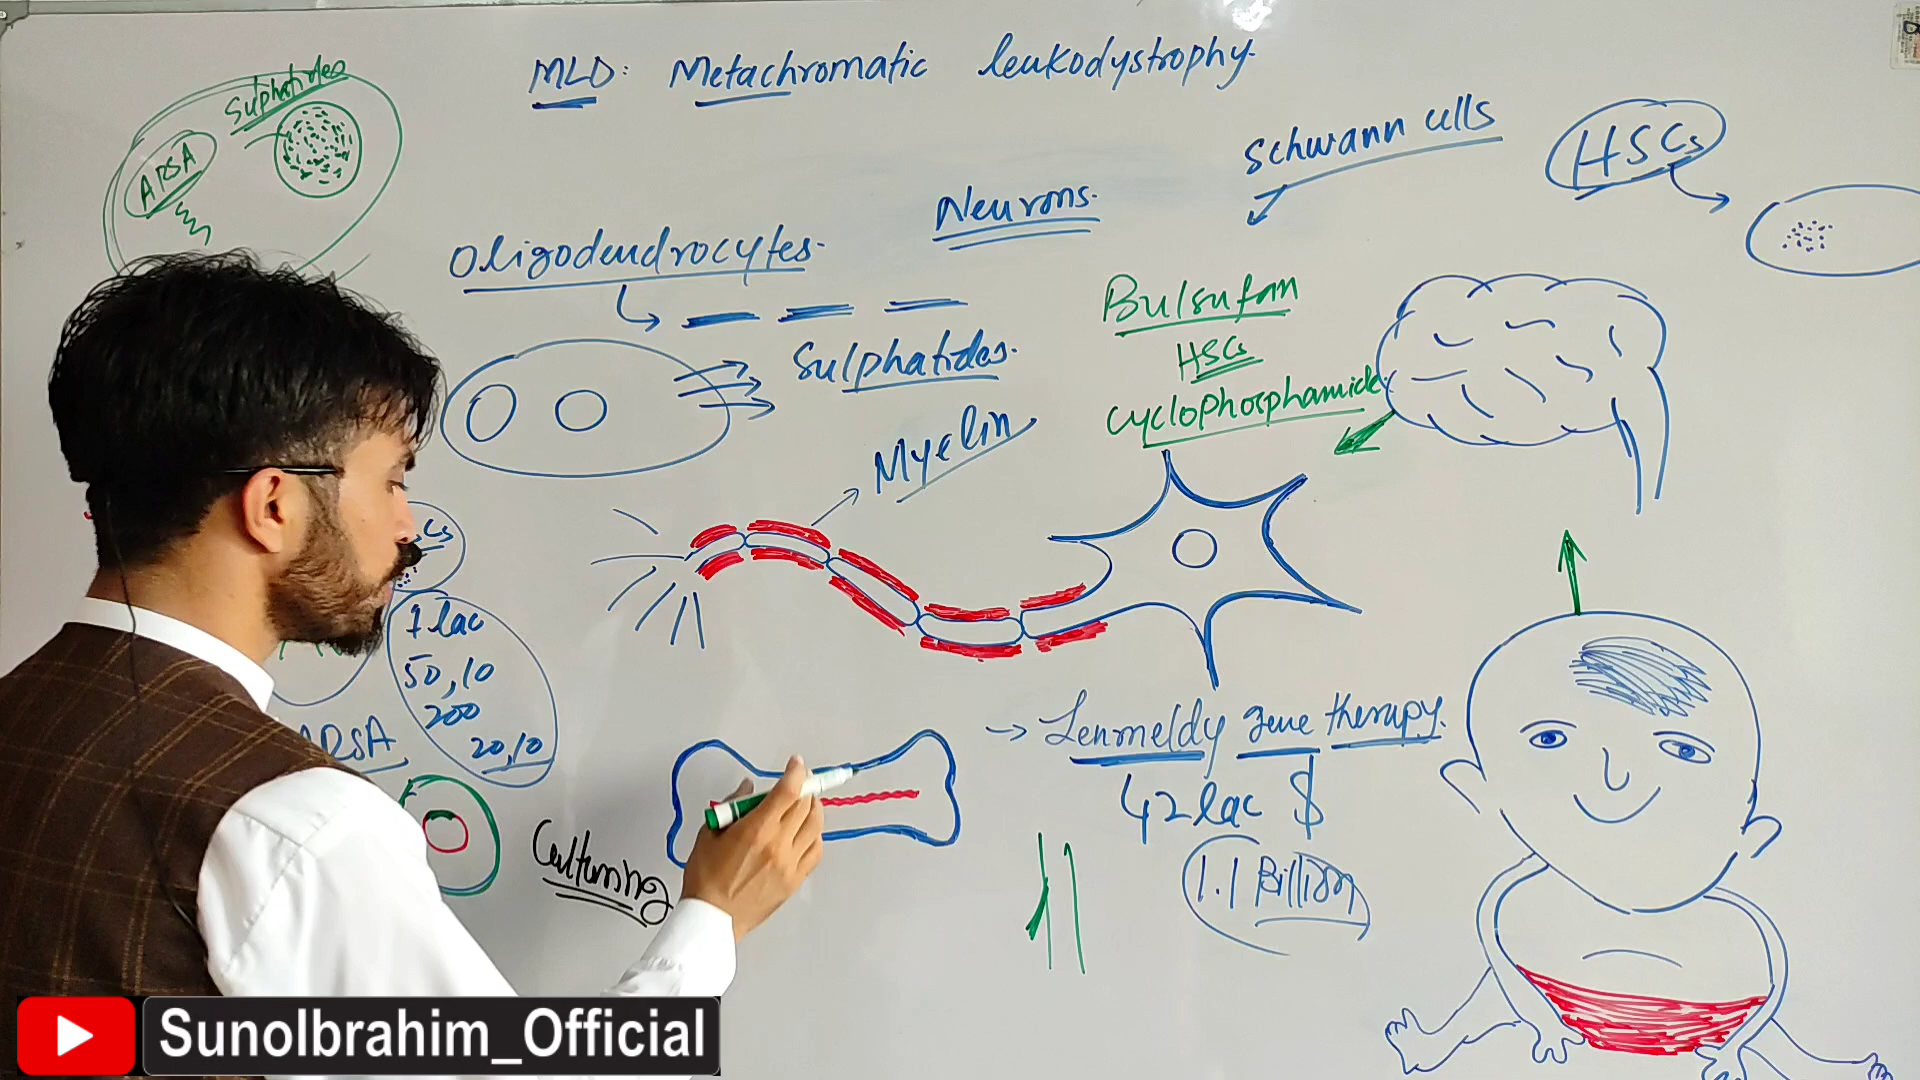 MLD: Metachromatic leukodystrophy.
Sulphatides
ARSA
Schwann cells
HSCs
Neurons.
Oligodendrocytes.
Bulsufan
HSCs
Cyclophosphamide.
Sulphatides.
Myelin
1 lac
50,10
200
20,10
ARSA
→ Lenmeldy gene therapy.
42 lac $
1.1 Billion
Culturing
SunoIbrahim_Official